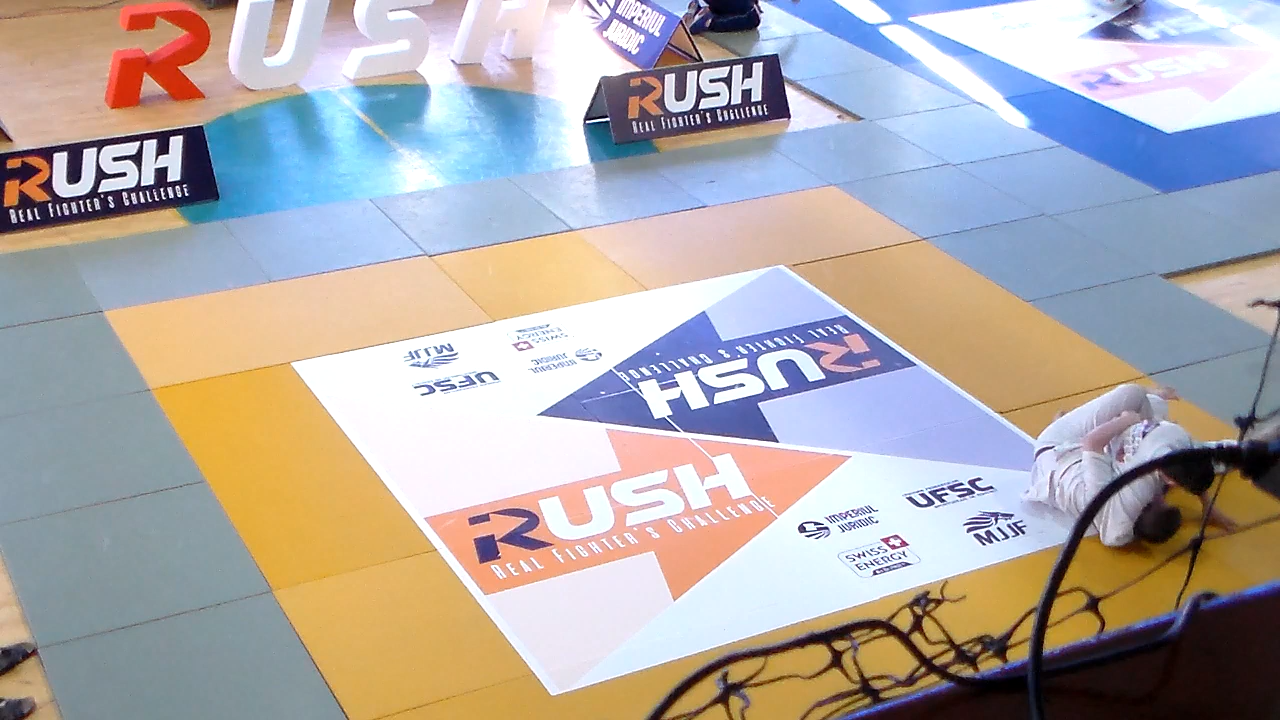 RUSH
IMPERIUL
JURIDIC
RUSH
REAL FIGHTER'S CHALLENGE
RUSH
REAL FIGHTER'S CHALLENGE
RUSH
RUSH
REAL FIGHTER'S CHALLENGE
SWISS
ENERGY
IMPERIUL
JURIDIC
MJJF
UFSC
RUSH
REAL FIGHTER'S CHALLENGE
UFSC
IMPERIUL
JURIDIC
MJJF
SWISS
ENERGY